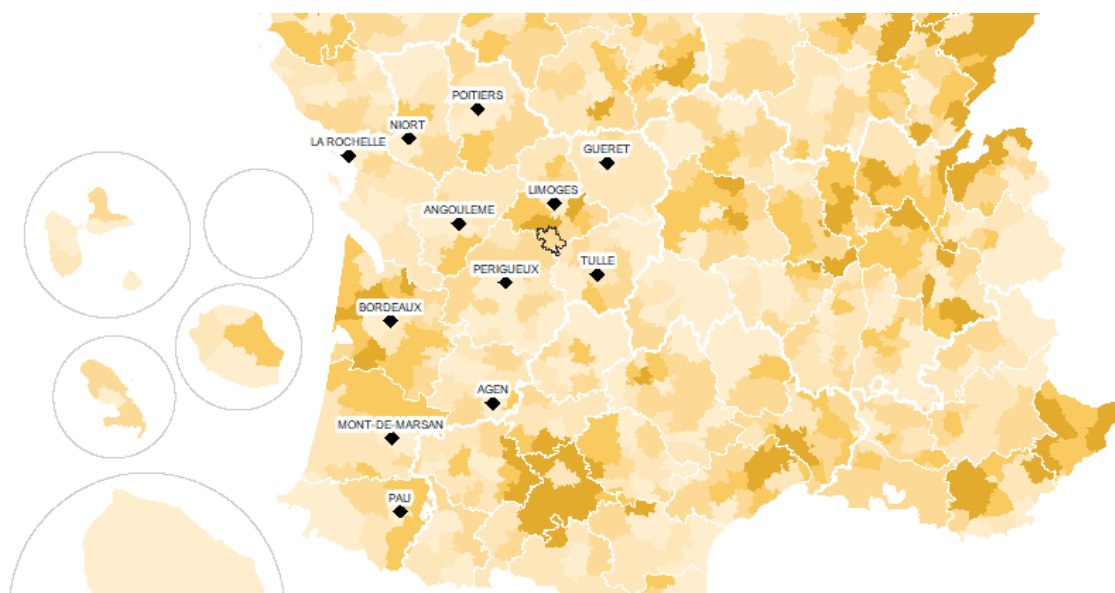 POITIERS
NIORT
LA ROCHELLE
GUERET
LIMOGES
ANGOULEME
TULLE
PERIGUEUX
BORDEAUX
AGEN
MONT-DE-MARSAN
PAU